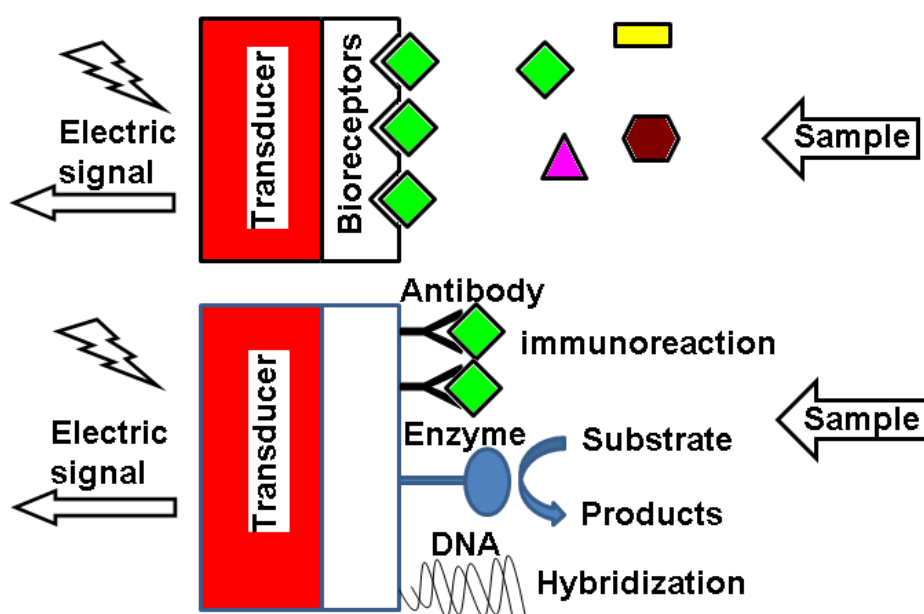 Electric
signal
Transducer
Bioreceptors
Sample
Antibody
immunoreaction
Electric
signal
Transducer
Enzyme
Substrate
Products
DNA
Hybridization
Sample